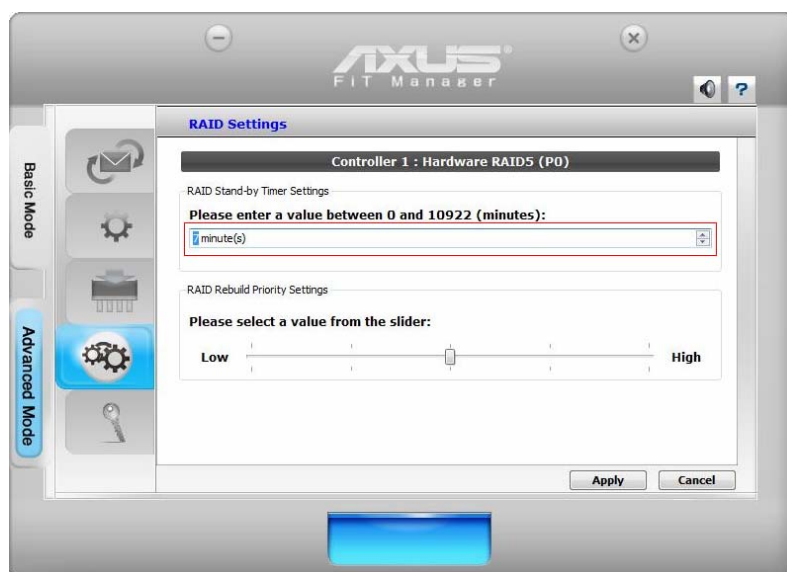 AXUS
FiT Manager
?
RAID Settings
Controller 1 : Hardware RAID5 (P0)
RAID Stand-by Timer Settings
Please enter a value between 0 and 10922 (minutes):
7 minute(s)
RAID Rebuild Priority Settings
Please select a value from the slider:
Low
High
Apply
Cancel
Basic Mode
Advanced Mode